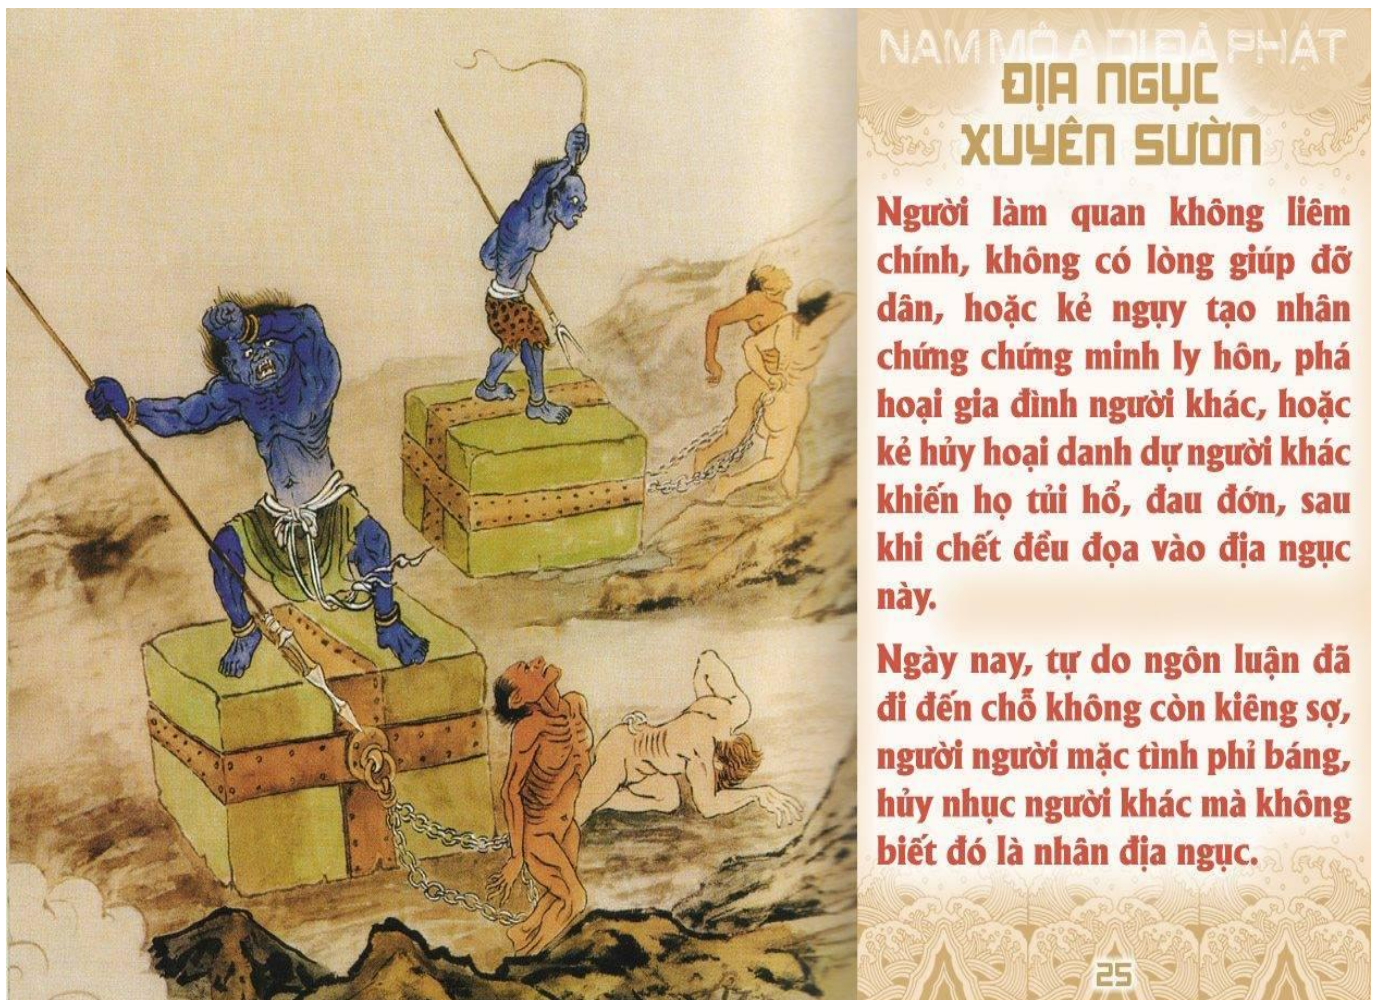 NAM MÔ A DI ĐÀ PHẬT
ĐỊA NGỤC
XUYÊN SƯỜN
Người làm quan không liêm
chính, không có lòng giúp đỡ
dân, hoặc kẻ ngụy tạo nhân
chứng chứng minh ly hôn, phá
hoại gia đình người khác, hoặc
kẻ hủy hoại danh dự người khác
khiến họ tủi hổ, đau đớn, sau
khi chết đều đọa vào địa ngục
này.
Ngày nay, tự do ngôn luận đã
đi đến chỗ không còn kiêng sợ,
người người mặc tình phỉ báng,
hủy nhục người khác mà không
biết đó là nhân địa ngục.
25